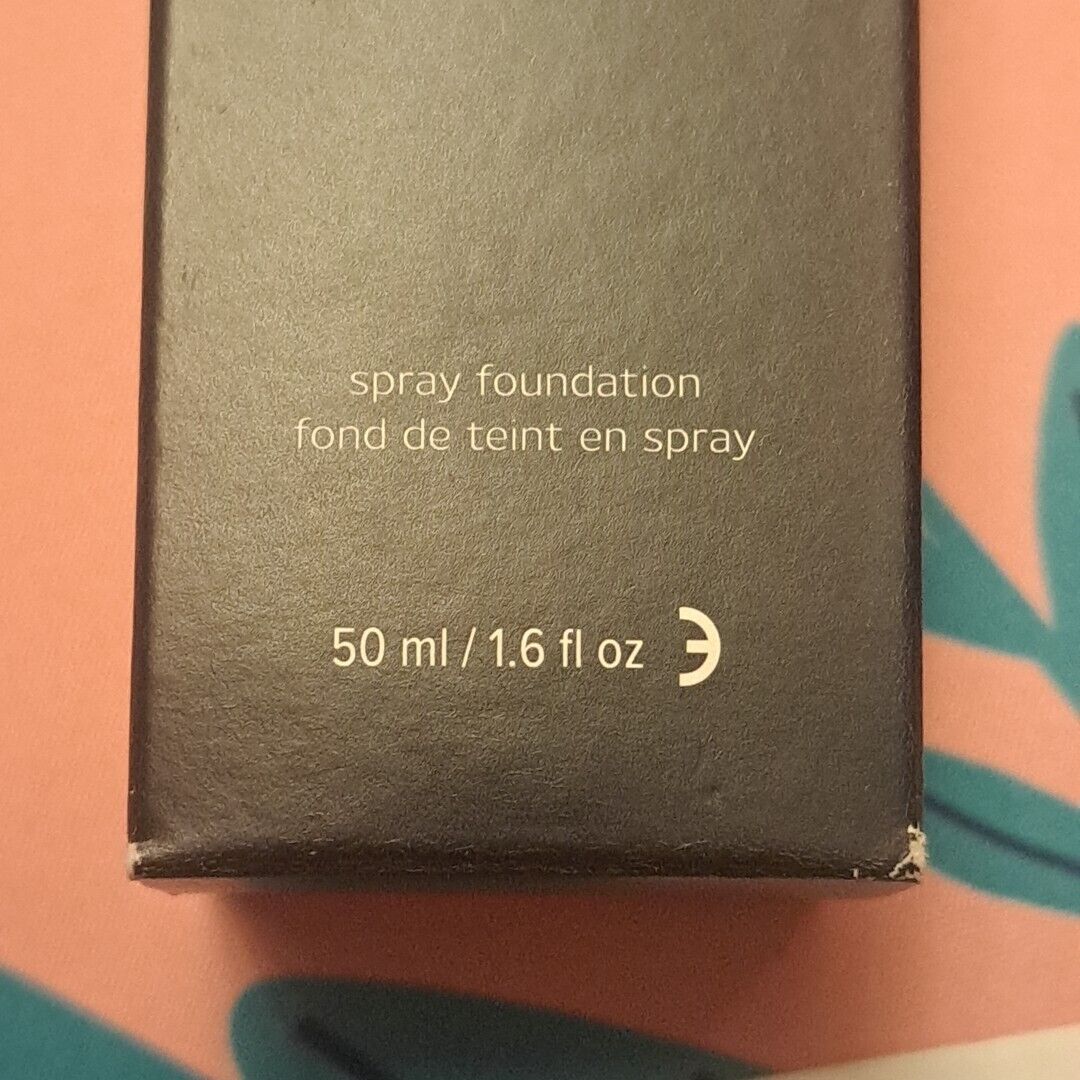 spray foundation
fond de teint en spray
50 ml / 1.6 fl oz ℈